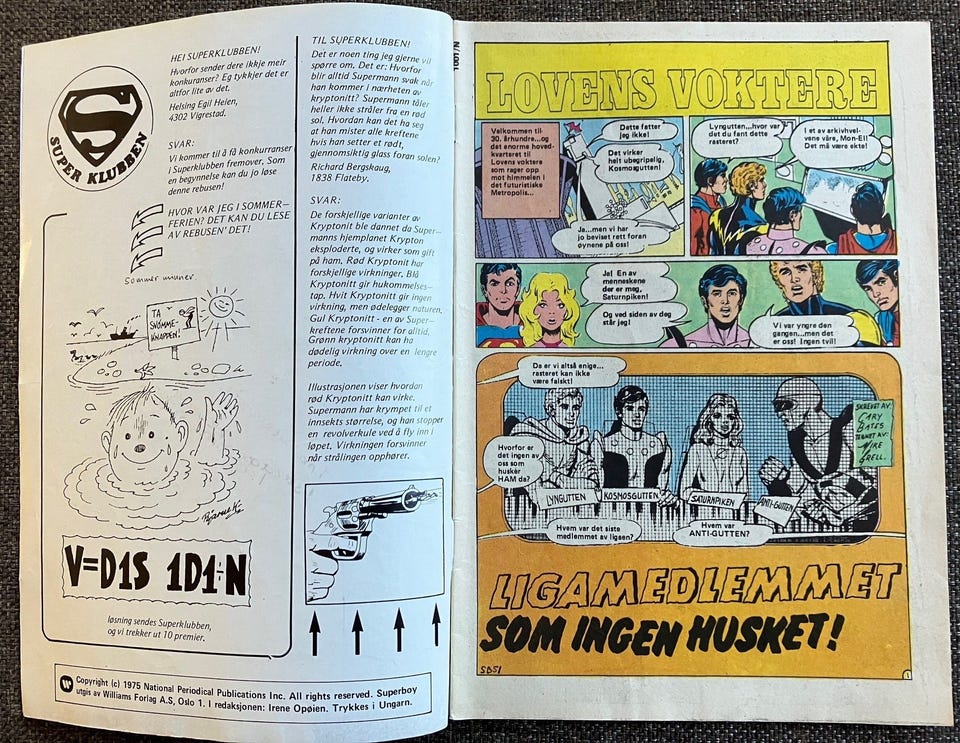 S
SUPER KLUBBEN
HEI SUPERKLUBBEN!
Hvorfor sender dere ikkje meir
konkuranser? Eg tykkjer det er
altfor lite av det.
Helsing Egil Heien,
4302 Vigrestad.
SVAR:
Vi kommer til å få konkurranser
i Superklubben fremover. Som
en begynnelse kan du jo løse
denne rebusen!
HVOR VAR JEG I SOMMER-
FERIEN? DET KAN DU LESE
AV REBUSEN' DET!
Sommer minner.
TA
SVØMME-
KNAPPEN!
V=D1S 1D1÷N
løsning sendes Superklubben,
og vi trekker ut 10 premier.
TIL SUPERKLUBBEN!
Det er noen ting jeg gjerne vil
spørre om. Det er: Hvorfor
blir alltid Supermann svak når
han kommer i nærheten av
kryptonitt? Supermann tåler
heller ikke stråler fra en rød
sol. Hvordan kan det ha seg
at han mister alle kreftene
hvis han setter et rødt,
gjennomsiktig glass foran solen?
Richard Bergskaug,
1838 Flateby.
SVAR:
De forskjellige varianter av
Kryptonit ble dannet da Super-
manns hjemplanet Krypton
eksploderte, og virker som gift
på ham. Rød Kryptonit har
forskjellige virkninger. Blå
Kryptonitt gir hukommelses-
tap, Hvit Kryptonitt gir ingen
virkning, men ødelegger naturen,
Gul Kryptonitt - en av Super-
kreftene forsvinner for alltid,
Grønn kryptonitt kan ha
dødelig virkning over en lengre
periode.
Illustrasjonen viser hvordan
rød Kryptonitt kan virke.
Supermann har krympet til et
innsekts størrelse, og han stopper
en revolverkule ved å fly inn i
løpet. Virkningen forsvinner
når strålingen opphører.
Copyright (c) 1975 National Periodical Publications Inc. All rights reserved. Superboy
utgis av Williams Forlag A.S, Oslo 1. I redaksjonen: Irene Opøien. Trykkes i Ungarn.
1001/N
LOVENS VOKTERE
Velkommen til
30. århundre...og
det enorme hoved-
kvarteret til
Lovens voktere
som rager opp
mot himmelen i
det futuristiske
Metropolis...
Dette fatter
jeg ikke!
Det virker
helt ubegripelig,
Kosmosgutten!
Ja...men vi har
jo beviset rett foran
øynene på oss!
Lyngutten...hvor var
det du fant dette
rasteret?
I et av arkivhvel-
vene våre, Mon-El!
Det må være ekte!
Ja! En av
menneskene
der er meg,
Saturnpiken!
Og ved siden av deg
står jeg!
Vi var yngre den
gangen...men det
er oss! Ingen tvil!
Da er vi altså enige...
rasteret kan ikke
være falskt!
Hvorfor er
det ingen av
oss som
husker
HAM da?
LYNGUTTEN
KOSMOSGUTTEN
SATURNPIKEN
ANTI-GUTTEN
SKREVET AV:
CARY
BATES
TEGNET AV:
MIKE
GRELL.
Hvem var det siste
medlemmet av ligaen?
Hvem var
ANTI-GUTTEN?
LIGAMEDLEMMET
SOM INGEN HUSKET!
SB51
1